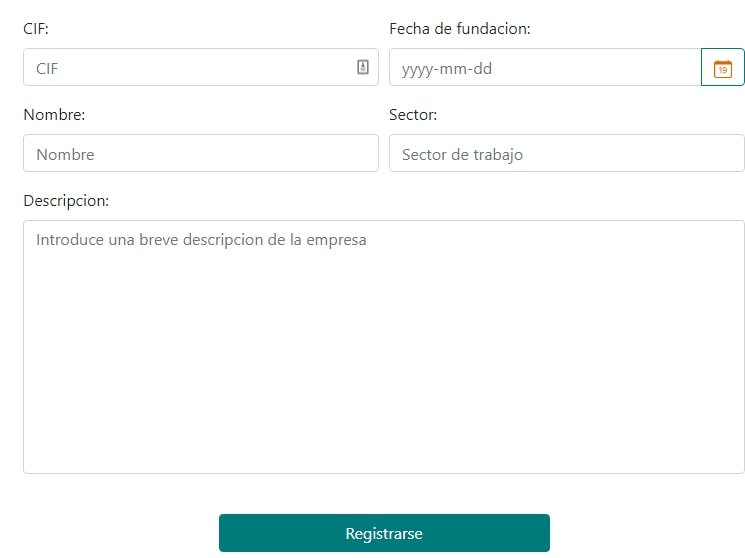 CIF:
Fecha de fundacion:
CIF
yyyy-mm-dd
19
Nombre:
Sector:
Nombre
Sector de trabajo
Descripcion:
Introduce una breve descripcion de la empresa
Registrarse